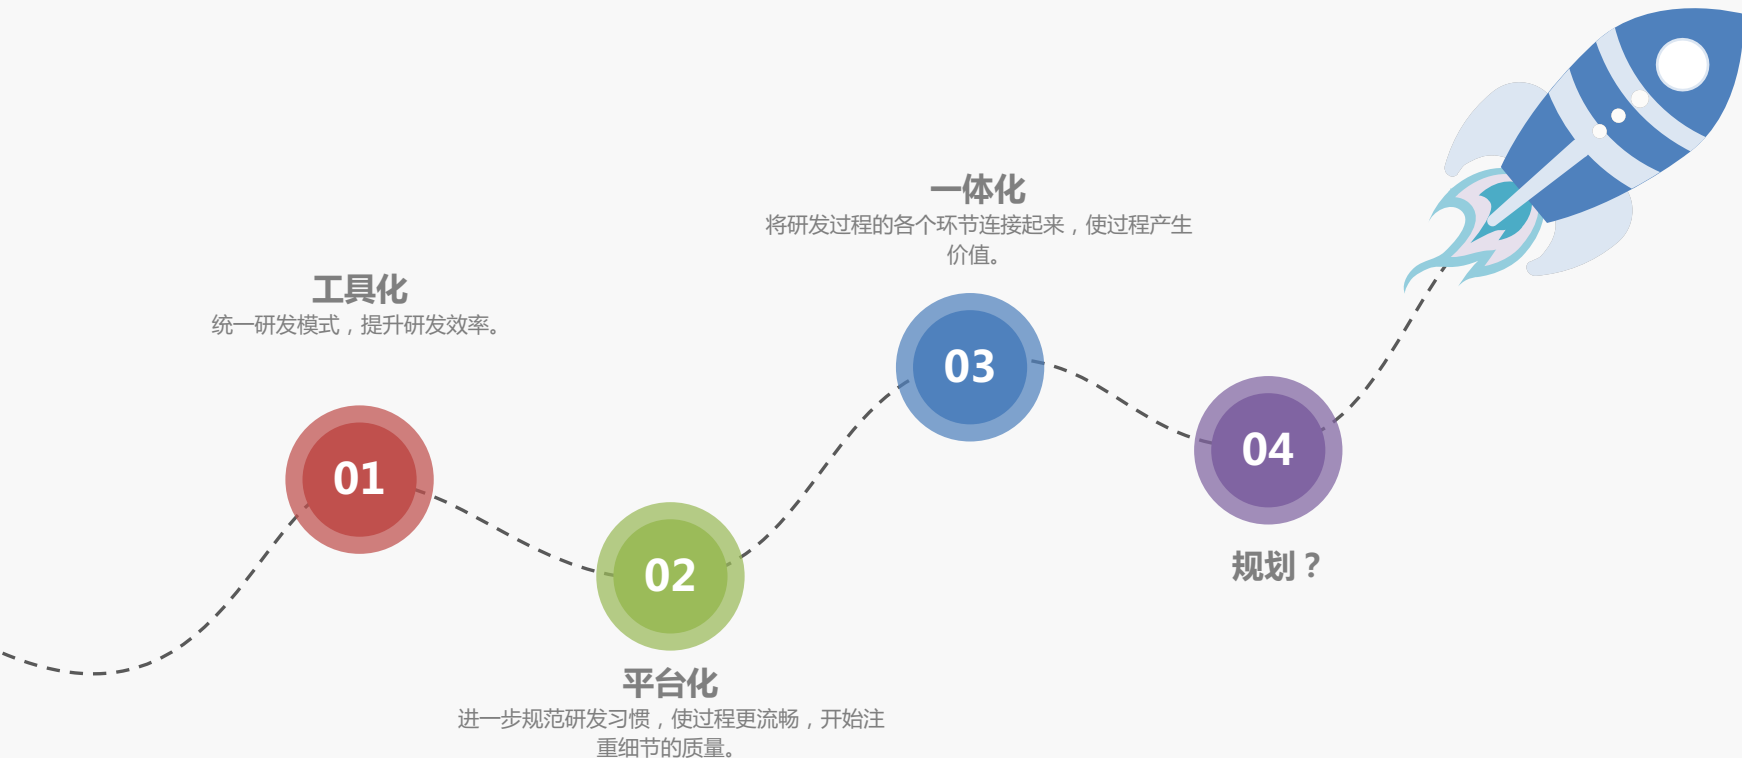 工具化
统一研发模式，提升研发效率。
01
02
平台化
进一步规范研发习惯，使过程更流畅，开始注
重细节的质量。
一体化
将研发过程的各个环节连接起来，使过程产生
价值。
03
04
规划？